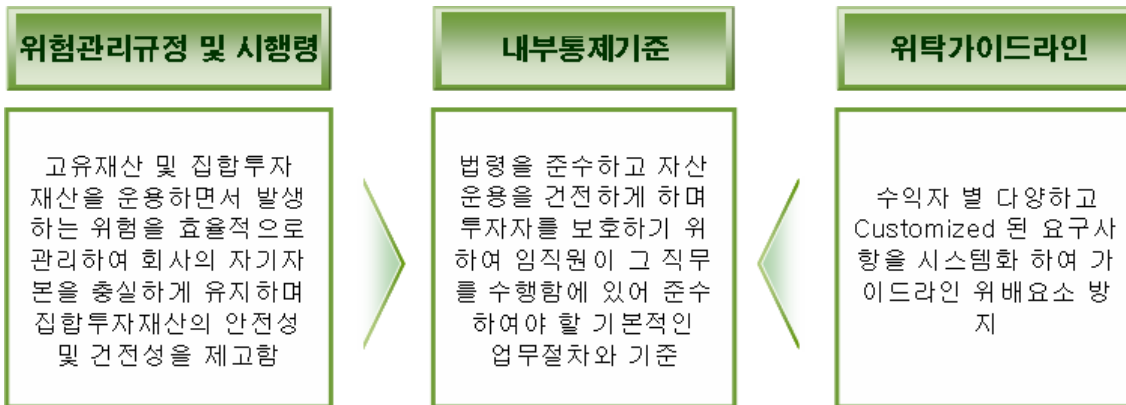 위험관리규정 및 시행령
고유재산 및 집합투자
재산을 운용하면서 발생
하는 위험을 효율적으로
관리하여 회사의 자기자
본을 충실하게 유지하며
집합투자재산의 안전성
및 건전성을 제고함
내부통제기준
법령을 준수하고 자산
운용을 건전하게 하며
투자자를 보호하기 위
하여 임직원이 그 직무
를 수행함에 있어 준수
하여야 할 기본적인
업무절차와 기준
위탁가이드라인
수익자 별 다양하고
Customized 된 요구사
항을 시스템화 하여 가
이드라인 위배요소 방
지